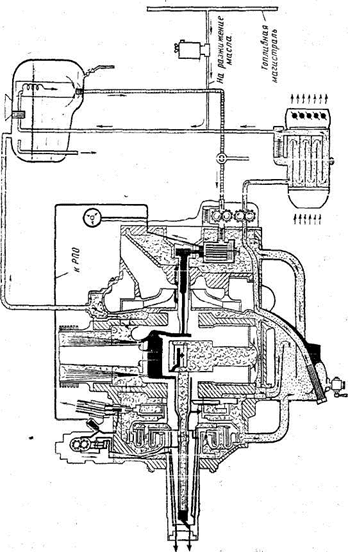 На разжижение
масла
Топливная
магистраль
к РПО